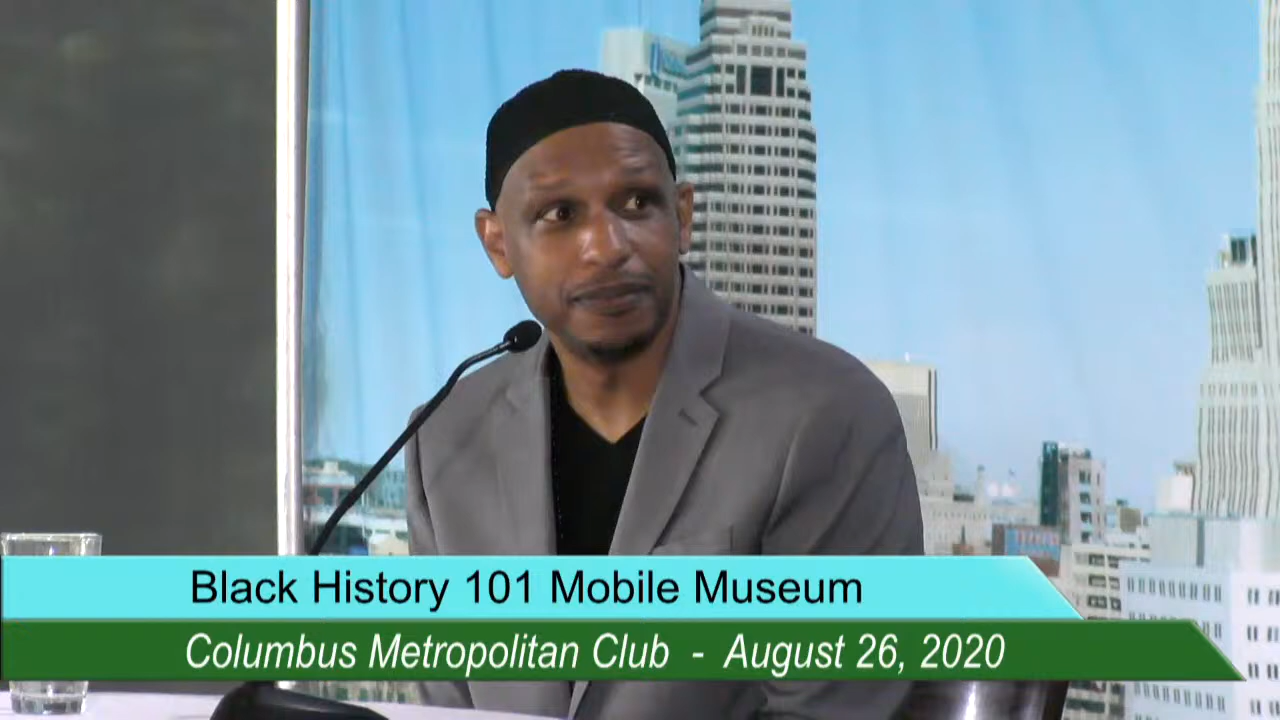 Black History 101 Mobile Museum
Columbus Metropolitan Club - August 26, 2020